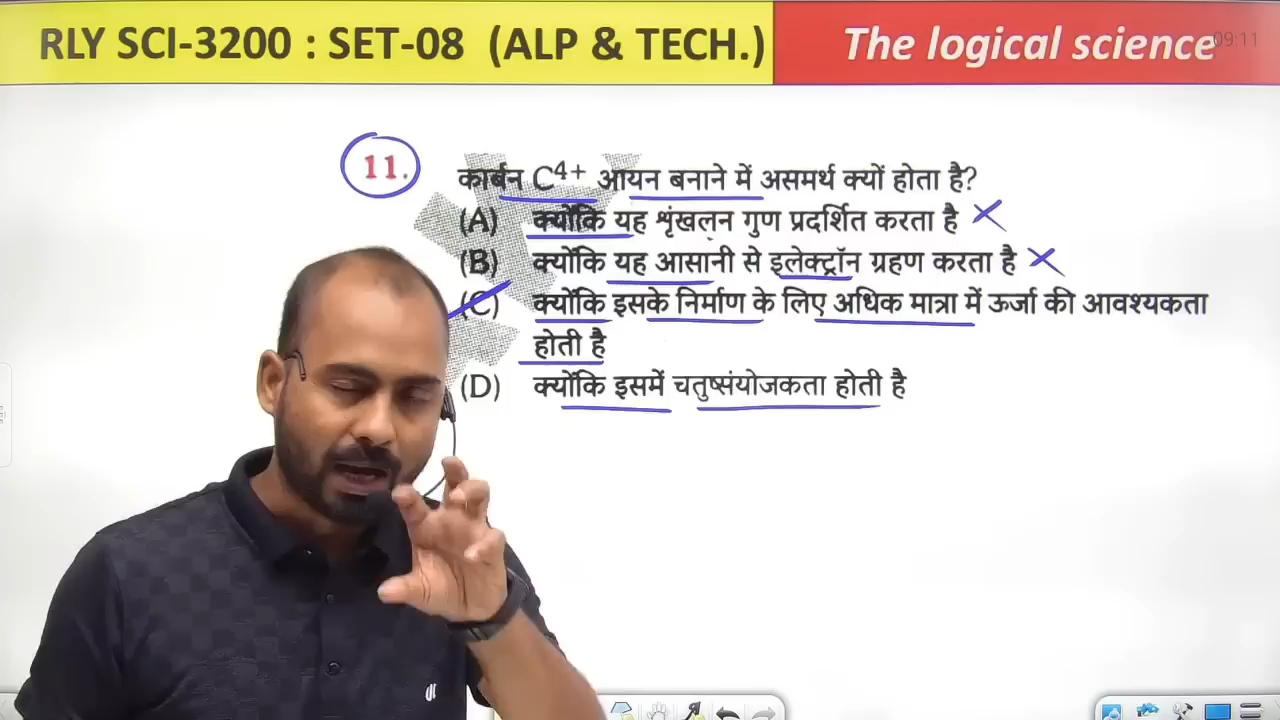 RLY SCI-3200 : SET-08 (ALP & TECH.) The logical science
09:11
11. कार्बन C⁴⁺ आयन बनाने में असमर्थ क्यों होता है?
(A) क्योंकि यह शृंखलन गुण प्रदर्शित करता है
(B) क्योंकि यह आसानी से इलेक्ट्रॉन ग्रहण करता है
(C) क्योंकि इसके निर्माण के लिए अधिक मात्रा में ऊर्जा की आवश्यकता
होती है
(D) क्योंकि इसमें चतुष्संयोजकता होती है